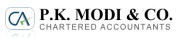 CA P.K. MODI & CO.
CHARTERED ACCOUNTANTS